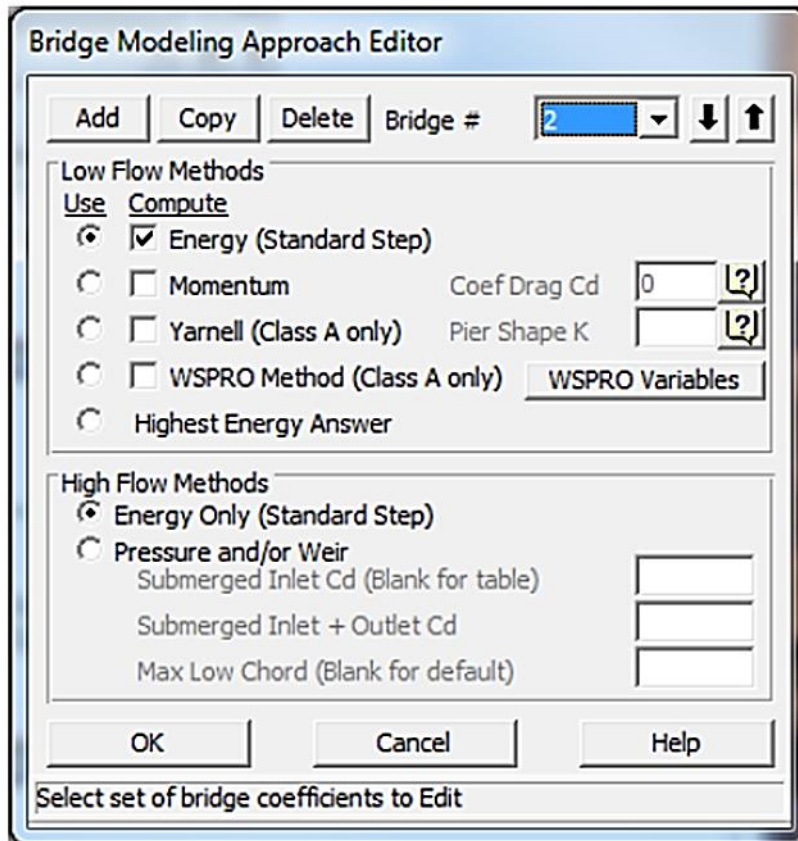 Bridge Modeling Approach Editor
Add Copy Delete Bridge # 2
Low Flow Methods
Use Compute
Energy (Standard Step)
Momentum Coef Drag Cd 0 ?
Yarnell (Class A only) Pier Shape K ?
WSPRO Method (Class A only) WSPRO Variables
Highest Energy Answer
High Flow Methods
Energy Only (Standard Step)
Pressure and/or Weir
Submerged Inlet Cd (Blank for table)
Submerged Inlet + Outlet Cd
Max Low Chord (Blank for default)
OK Cancel Help
Select set of bridge coefficients to Edit